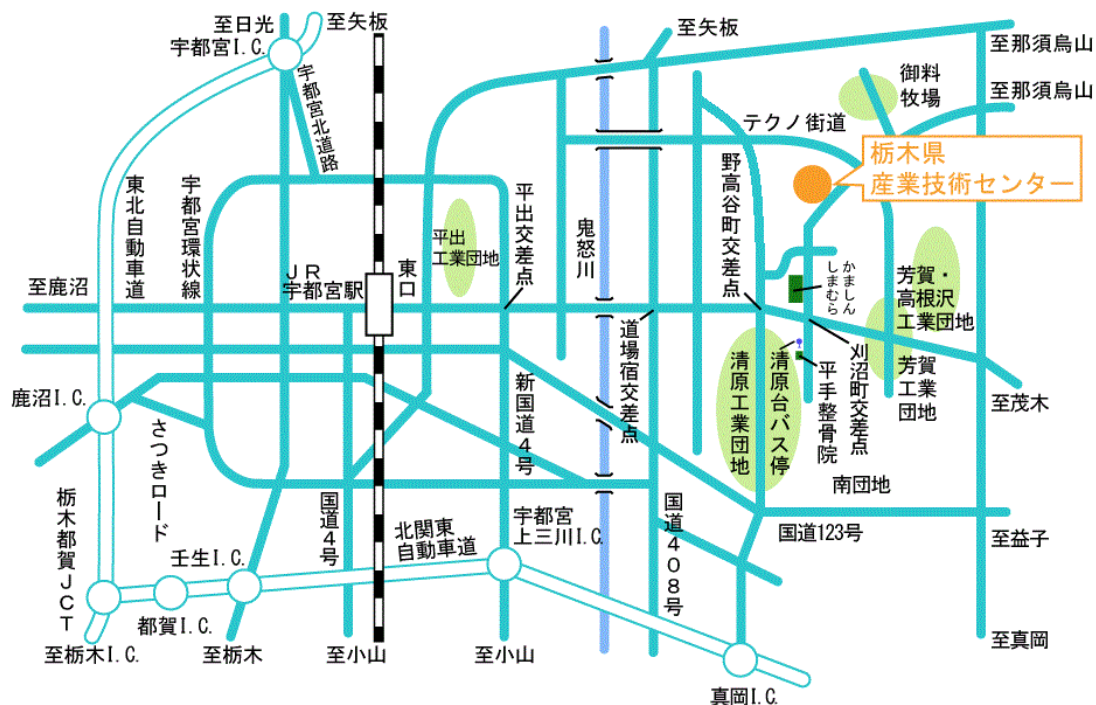 至日光
宇都宮I.C.
至矢板
至矢板
至那須烏山
至那須烏山
御料
牧場
宇都宮北道路
テクノ街道
栃木県
産業技術センター
東北自動車道
宇都宮環状線
平出
工業団地
平出交差点
鬼怒川
野高谷町交差点
至鹿沼
JR
宇都宮駅
東口
かましん
しまむら
芳賀・
高根沢
工業団地
道場宿交差点
清原工業団地
清原台バス停
平手整骨院
刈沼町交差点
芳賀
工業
団地
至茂木
鹿沼I.C.
さつきロード
新国道4号
南団地
栃木都賀JCT
壬生I.C.
国道4号
北関東
自動車道
宇都宮
上三川I.C.
国道408号
国道123号
至益子
都賀I.C.
至栃木I.C.
至栃木
至小山
至小山
至真岡
真岡I.C.